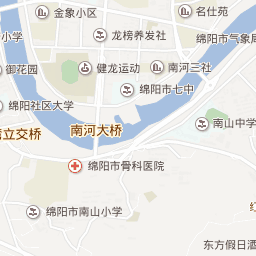 金象小区
名仕苑
小学
龙榜养发社
绵阳市气象局
御花园
健龙运动
南河三社
绵阳市七中
绵阳社区大学
南山中学
立交桥
南河大桥
绵阳市骨科医院
绵阳市南山小学
东方假日酒